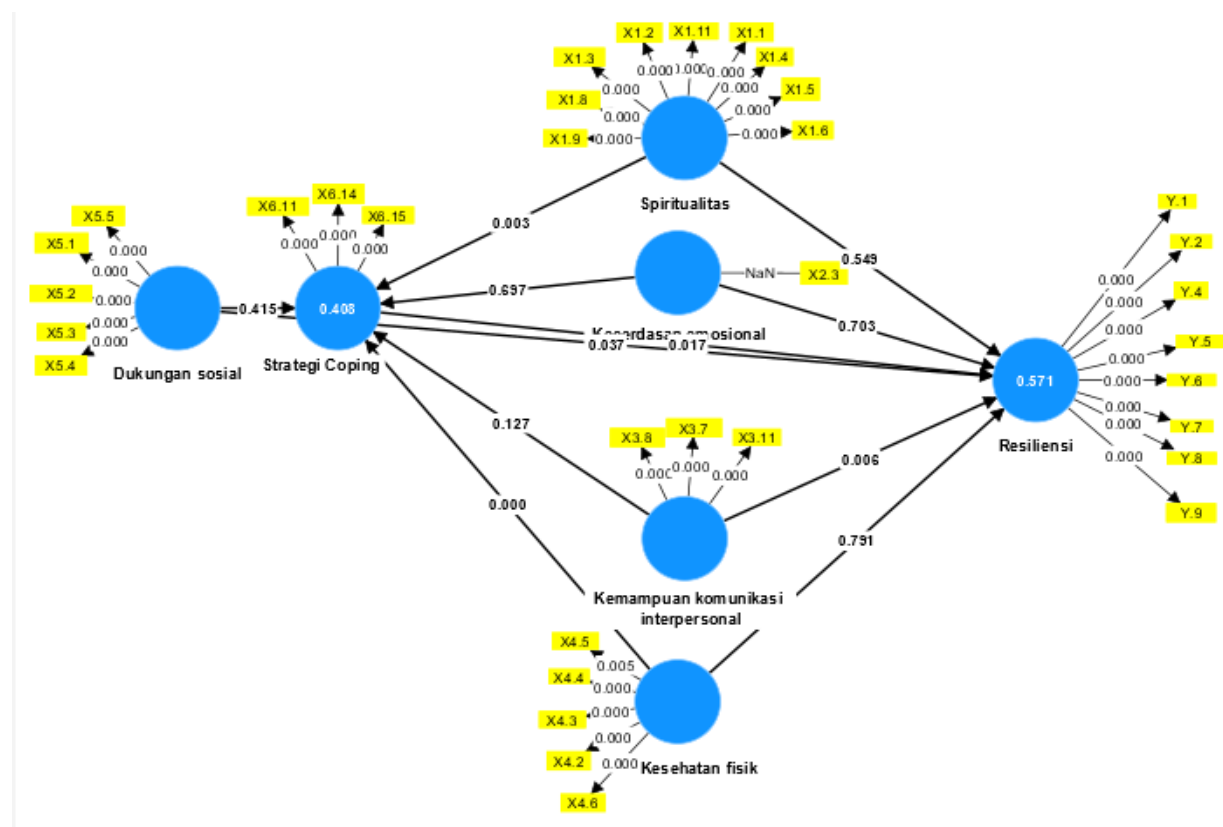 X1.2
X1.11
X1.1
X1.3
X1.4
0.000
0.000
0.000
0.000
0.000
X1.8
X1.5
0.000
0.000
X1.9
0.000
0.000
X1.6
Spiritualitas
X6.14
X6.11
X6.15
0.000
0.000
0.000
X5.5
X5.1
0.000
0.000
X5.2
0.000
X5.3
0.000
X5.4
0.000
Dukungan sosial
0.415
0.408
Strategi Coping
0.003
0.549
0.697
NaN
X2.3
emosional
0.703
0.037
0.017
Y.1
Y.2
Y.4
0.000
0.000
0.000
Y.5
0.000
0.571
0.000
Y.6
0.000
Y.7
0.000
Y.8
0.000
Y.9
Resiliensi
0.127
0.006
0.000
0.791
X3.8
X3.7
X3.11
0.000
0.000
0.000
Kemampuan komunikasi
interpersonal
X4.5
0.005
X4.4
0.000
X4.3
0.000
X4.2
0.000
0.000
X4.6
Kesehatan fisik